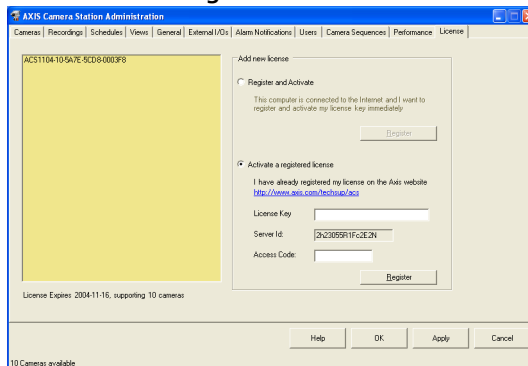 AXIS Camera Station Administration
Cameras Recordings Schedules Views General External I/Os Alarm Notifications Users Camera Sequences Performance License
ACS1104-10-5A7E-5CD8-0003F8
Add new license
Register and Activate
This computer is connected to the Internet and I want to
register and activate my license key immediately
Register
Activate a registered license
I have already registered my license on the Axis website
http://www.axis.com/techsup/acs
License Key
Server Id: 2h23055R1Fc2E2N
Access Code:
Register
License Expires 2004-11-16, supporting 10 cameras
Help OK Apply Cancel
10 Cameras available